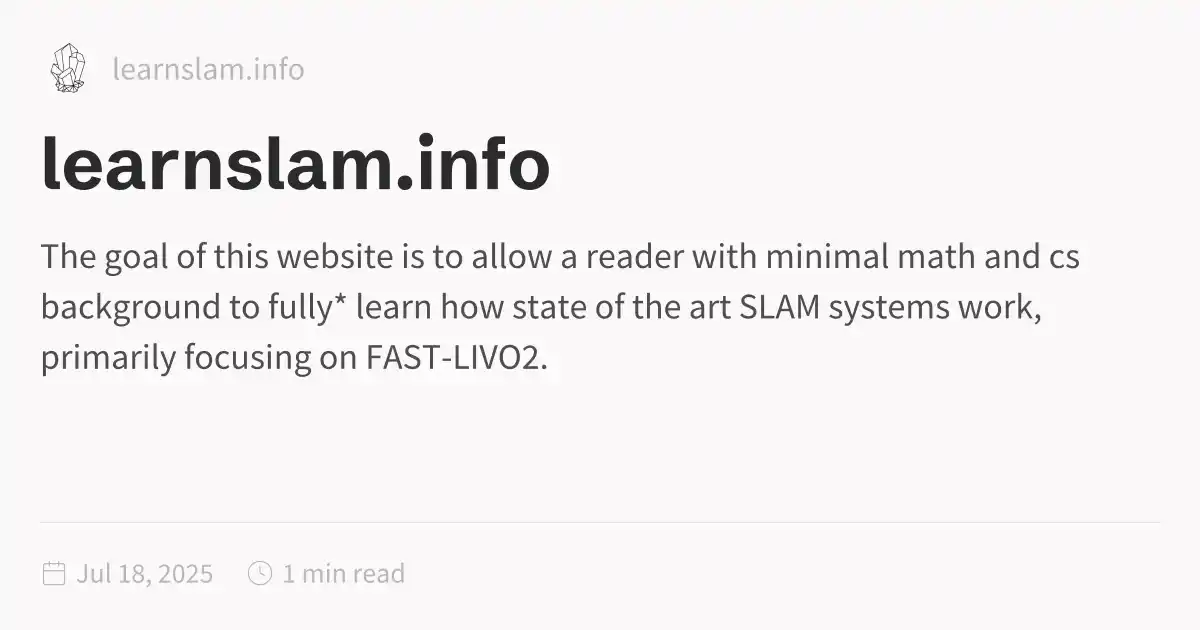 learnslam.info
learnslam.info
The goal of this website is to allow a reader with minimal math and cs
background to fully* learn how state of the art SLAM systems work,
primarily focusing on FAST-LIVO2.
Jul 18, 2025 1 min read